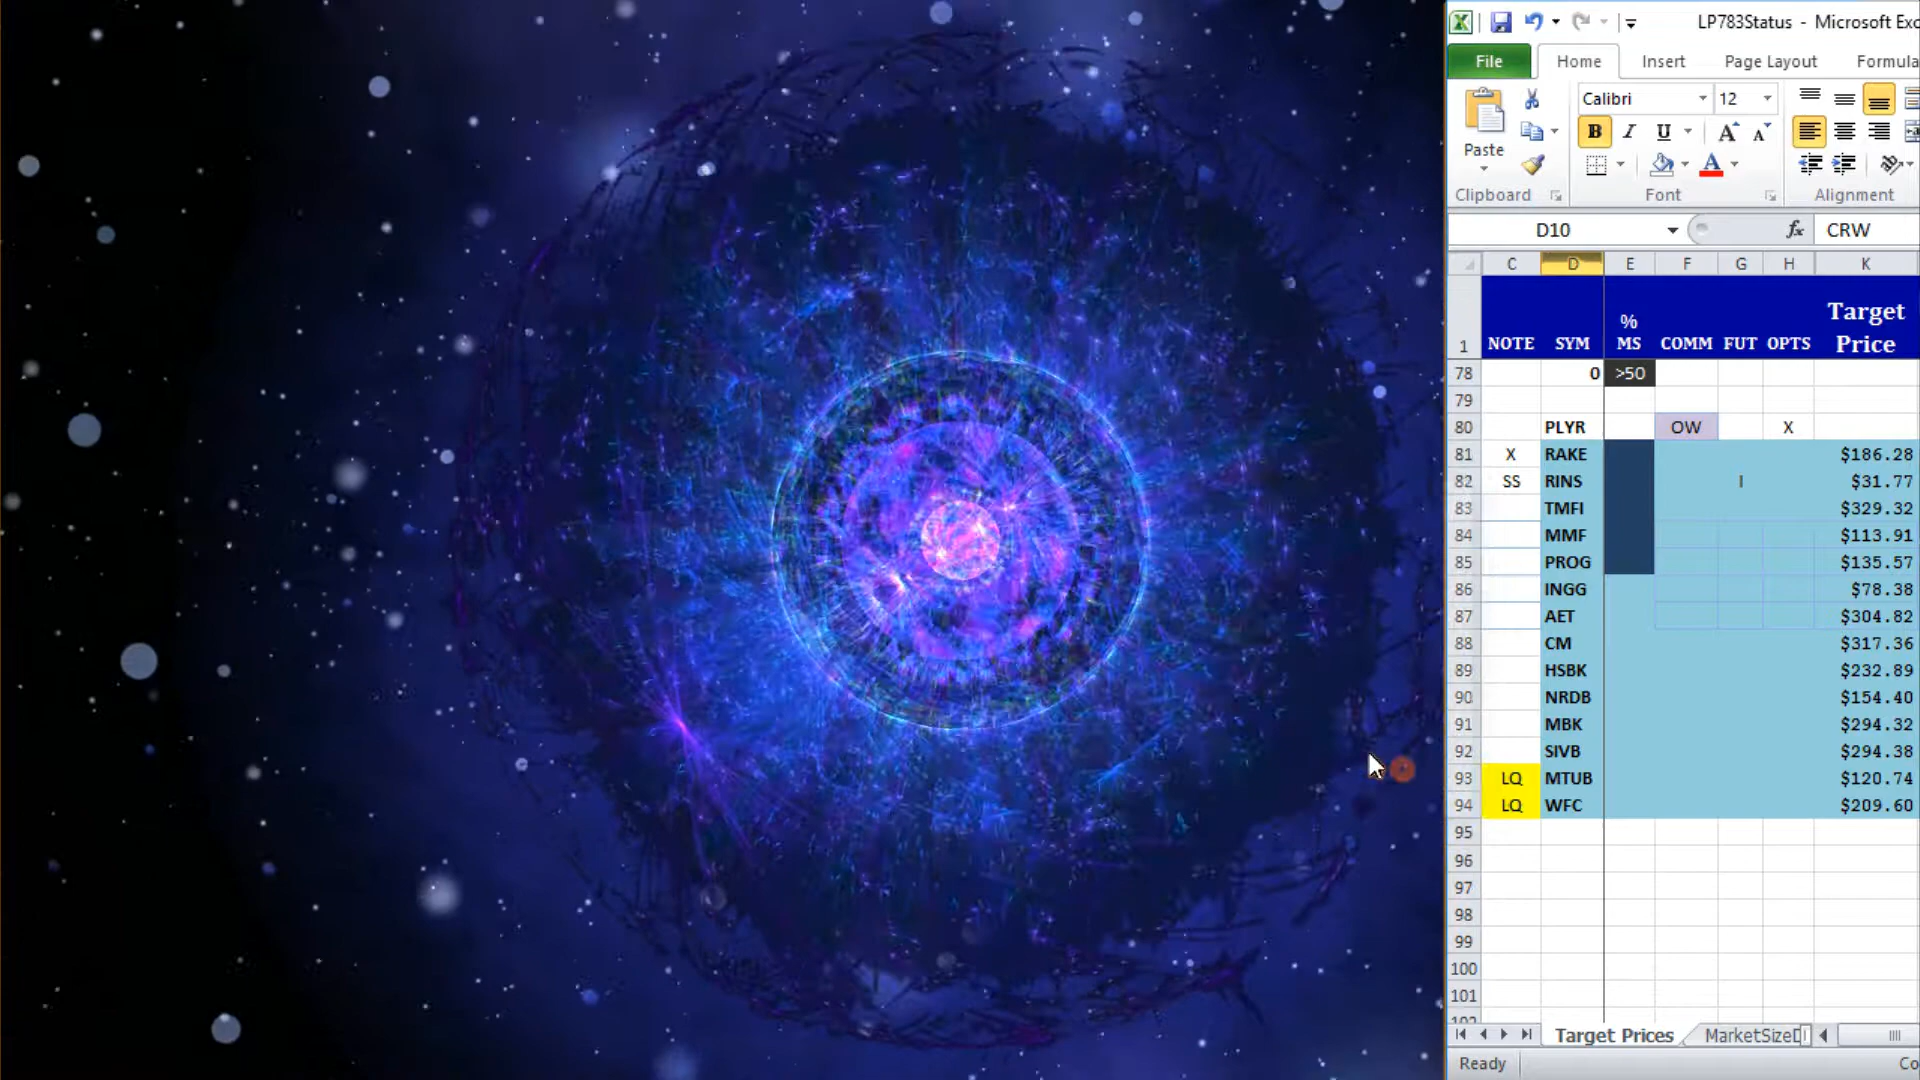 LP783Status - Microsoft Exc
File Home Insert Page Layout Formula
Calibri 12
Paste B I U A A A
Clipboard Font Alignment
D10 fx CRW
C D E F G H K
1 NOTE SYM % MS COMM FUT OPTS Target Price
78 0 >50
79
80 PLYR OW X
81 X RAKE $186.28
82 SS RINS I $31.77
83 TMFI $329.32
84 MMF $113.91
85 PROG $135.57
86 INGG $78.38
87 AET $304.82
88 CM $317.36
89 HSBK $232.89
90 NRDB $154.40
91 MBK $294.32
92 SIVB $294.38
93 LQ MTUB $120.74
94 LQ WFC $209.60
95
96
97
98
99
100
101
Target Prices MarketSizeD
Ready Co